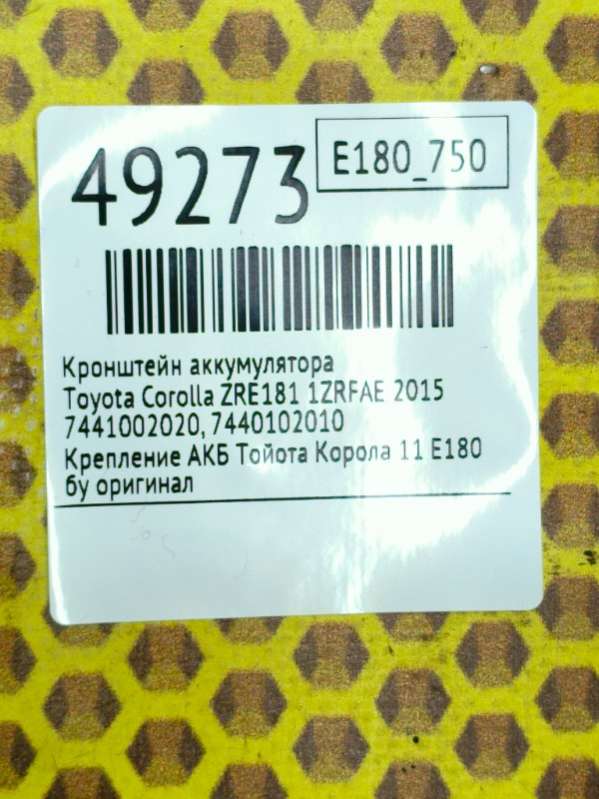 49273
E180_750
Кронштейн аккумулятора
Toyota Corolla ZRE181 1ZRFAE 2015
7441002020, 7440102010
Крепление АКБ Тойота Корола 11 E180
бу оригинал